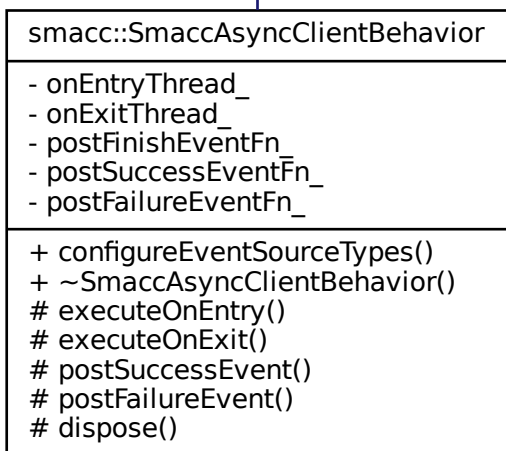 smacc::SmaccAsyncClientBehavior
- onEntryThread_
- onExitThread_
- postFinishEventFn_
- postSuccessEventFn_
- postFailureEventFn_
+ configureEventSourceTypes()
+ ~SmaccAsyncClientBehavior()
# executeOnEntry()
# executeOnExit()
# postSuccessEvent()
# postFailureEvent()
# dispose()